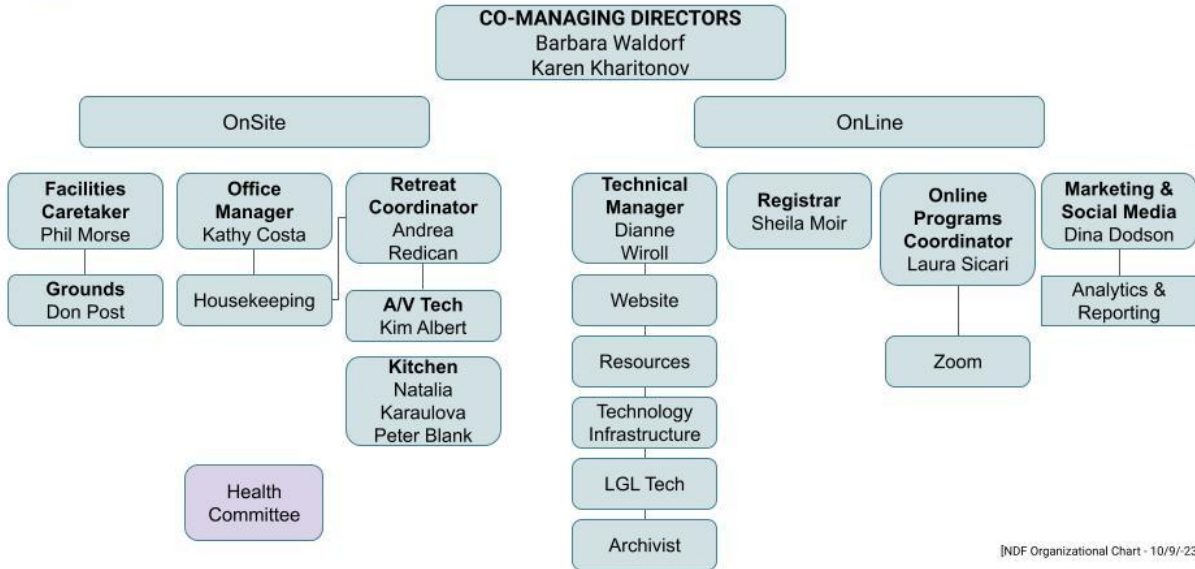 CO-MANAGING DIRECTORS
Barbara Waldorf
Karen Kharitonov
OnSite
OnLine
Facilities
Caretaker
Phil Morse
Office
Manager
Kathy Costa
Retreat
Coordinator
Andrea
Redican
Technical
Manager
Dianne
Wiroll
Registrar
Sheila Moir
Online
Programs
Coordinator
Laura Sicari
Marketing &
Social Media
Dina Dodson
Grounds
Don Post
Housekeeping
A/V Tech
Kim Albert
Kitchen
Natalia
Karaulova
Peter Blank
Website
Resources
Technology
Infrastructure
LGL Tech
Archivist
Zoom
Analytics &
Reporting
Health
Committee
[NDF Organizational Chart - 10/9/-23